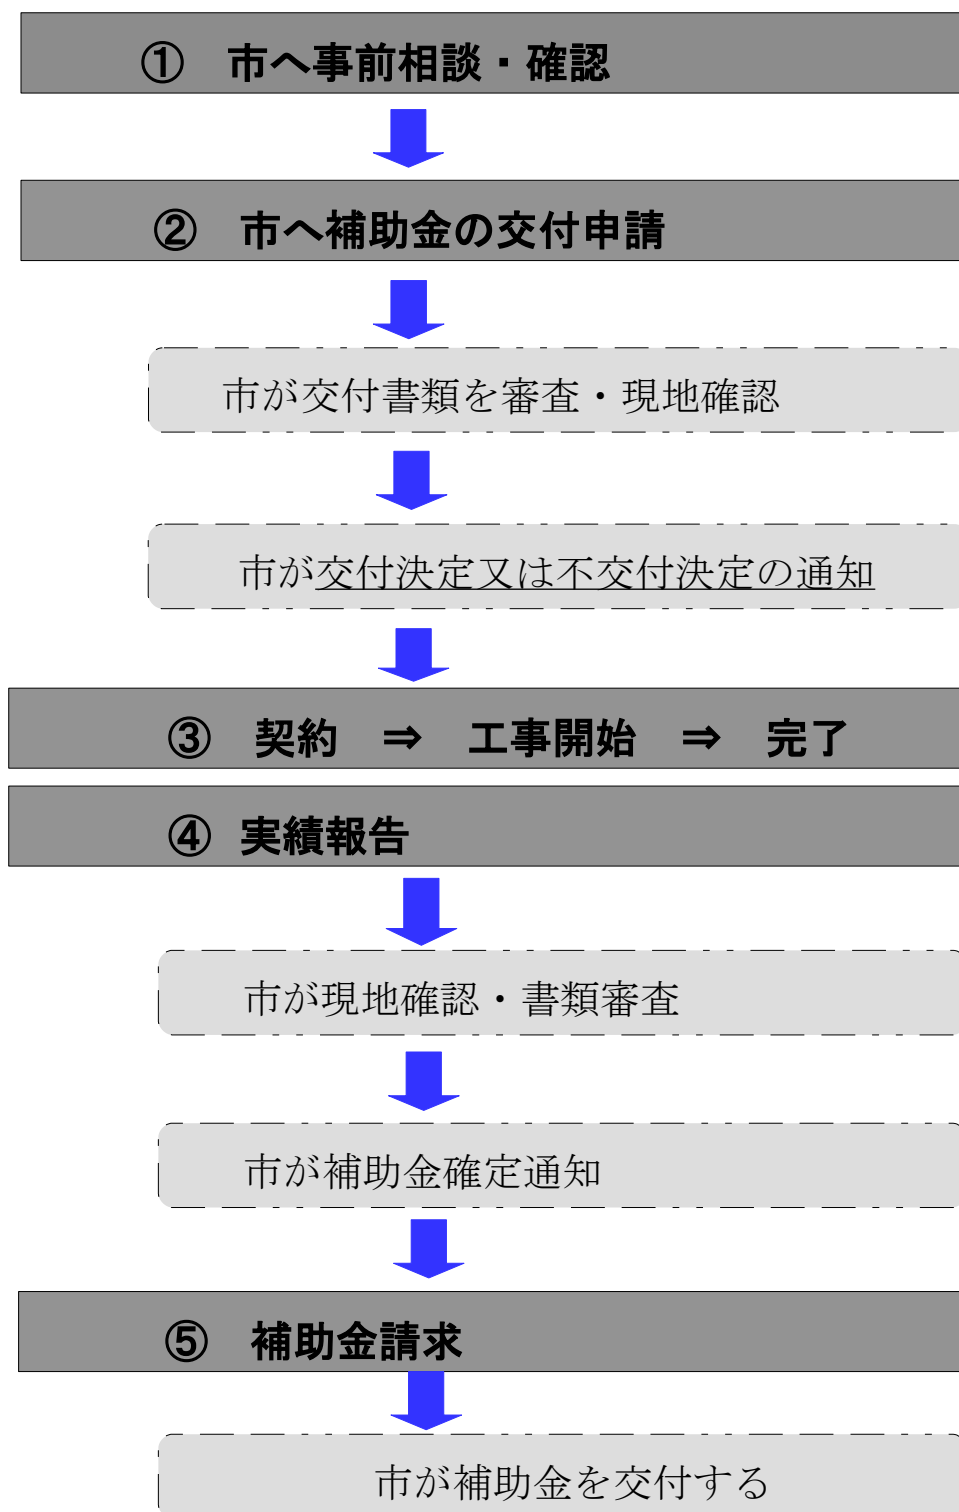 ① 市へ事前相談・確認
② 市へ補助金の交付申請
市が交付書類を審査・現地確認
市が交付決定又は不交付決定の通知
③ 契約 ⇒ 工事開始 ⇒ 完了
④ 実績報告
市が現地確認・書類審査
市が補助金確定通知
⑤ 補助金請求
市が補助金を交付する